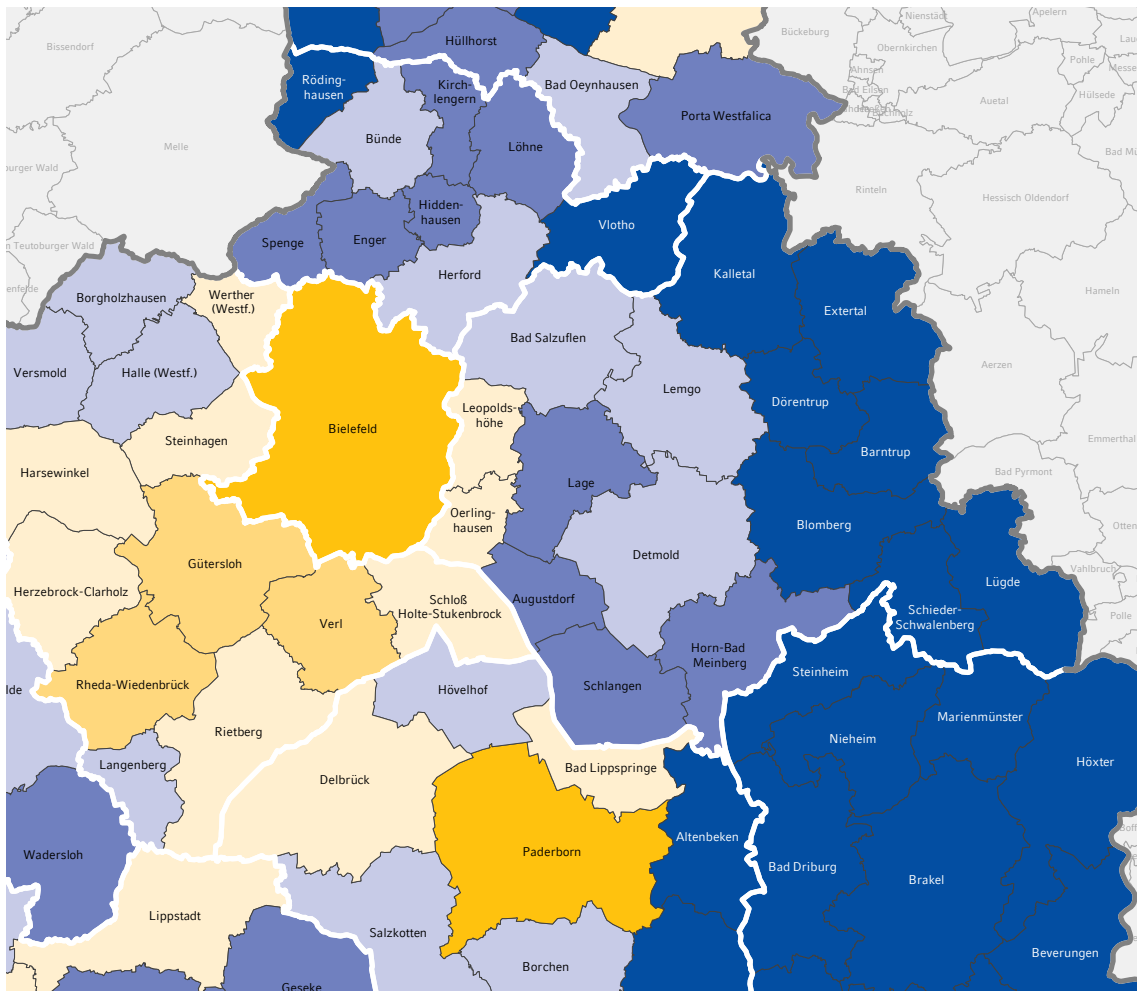 Bissendorf
Hüllhorst
Bückeburg
Nienstädt
Apelern
Obernkirchen
Pohle
Ahnsen
Bad Eilsen
Buchholz
Auetal
Hülsede
Röding-
hausen
Kirch-
lengern
Bad Oeynhausen
Porta Westfalica
Melle
Bünde
Löhne
Rinteln
Hessisch Oldendorf
Hidden-
hausen
Spenge
Enger
Vlotho
Herford
Kalletal
Borgholzhausen
Werther
(Westf.)
Extertal
Hameln
Bad Salzuflen
Versmold
Halle (Westf.)
Lemgo
Aerzen
Dörentrup
Leopolds-
höhe
Bielefeld
Steinhagen
Emmerthal
Barntrup
Harsewinkel
Bad Pyrmont
Lage
Oerling-
hausen
Blomberg
Detmold
Gütersloh
Vahlbruch
Lügde
Herzebrock-Clarholz
Schloß
Holte-Stukenbrock
Augustdorf
Schieder-
Schwalenberg
Polle
Verl
Horn-Bad
Meinberg
Steinheim
Rheda-Wiedenbrück
Hövelhof
Schlangen
Marienmünster
Rietberg
Nieheim
Höxter
Langenberg
Delbrück
Bad Lippspringe
Altenbeken
Wadersloh
Paderborn
Bad Driburg
Brakel
Lippstadt
Salzkotten
Borchen
Beverungen
Geseke